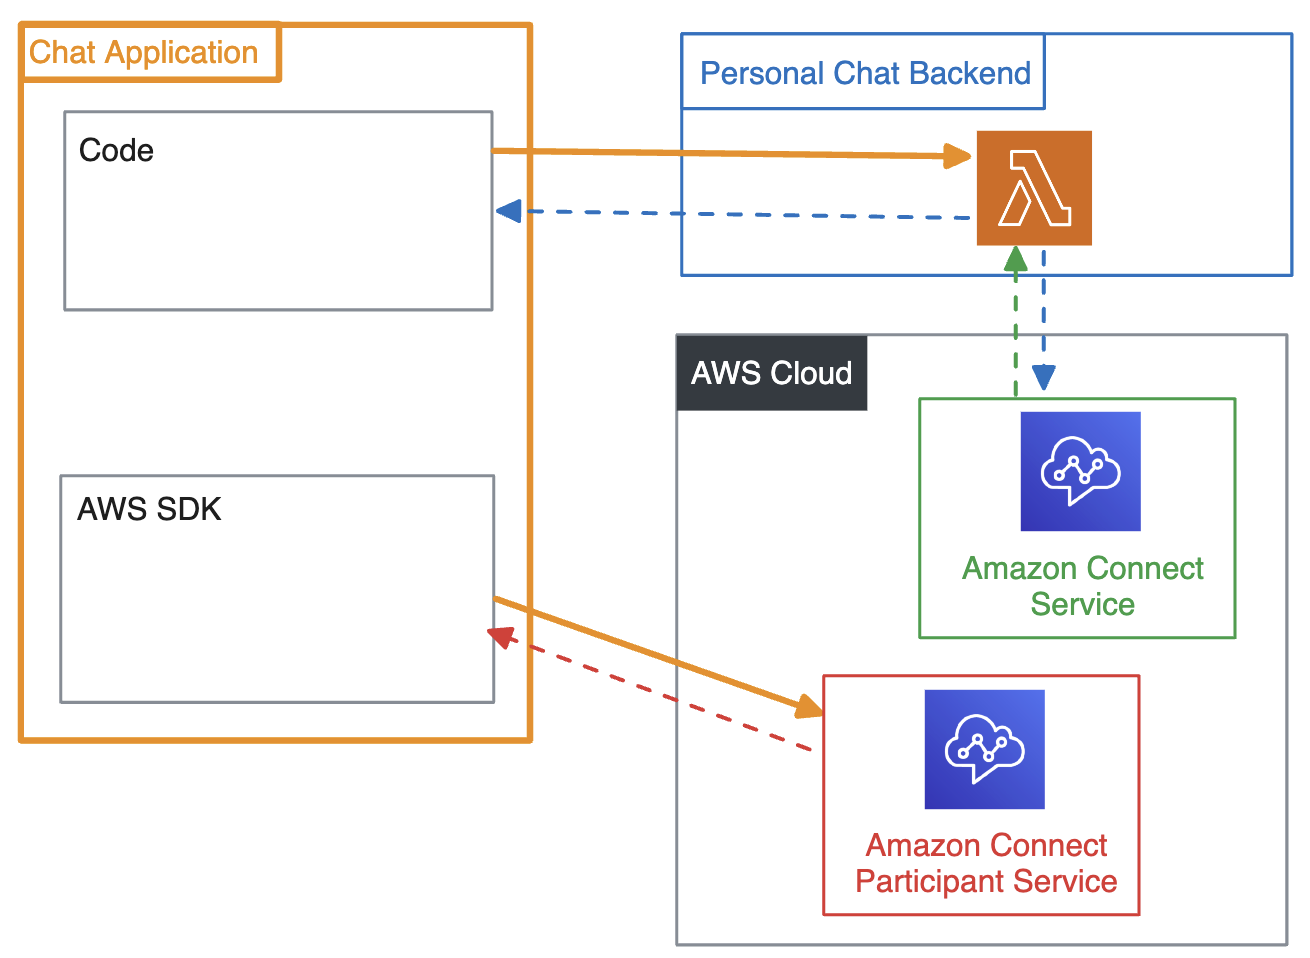 Chat Application
Code
AWS SDK
Personal Chat Backend
AWS Cloud
Amazon Connect
Service
Amazon Connect
Participant Service